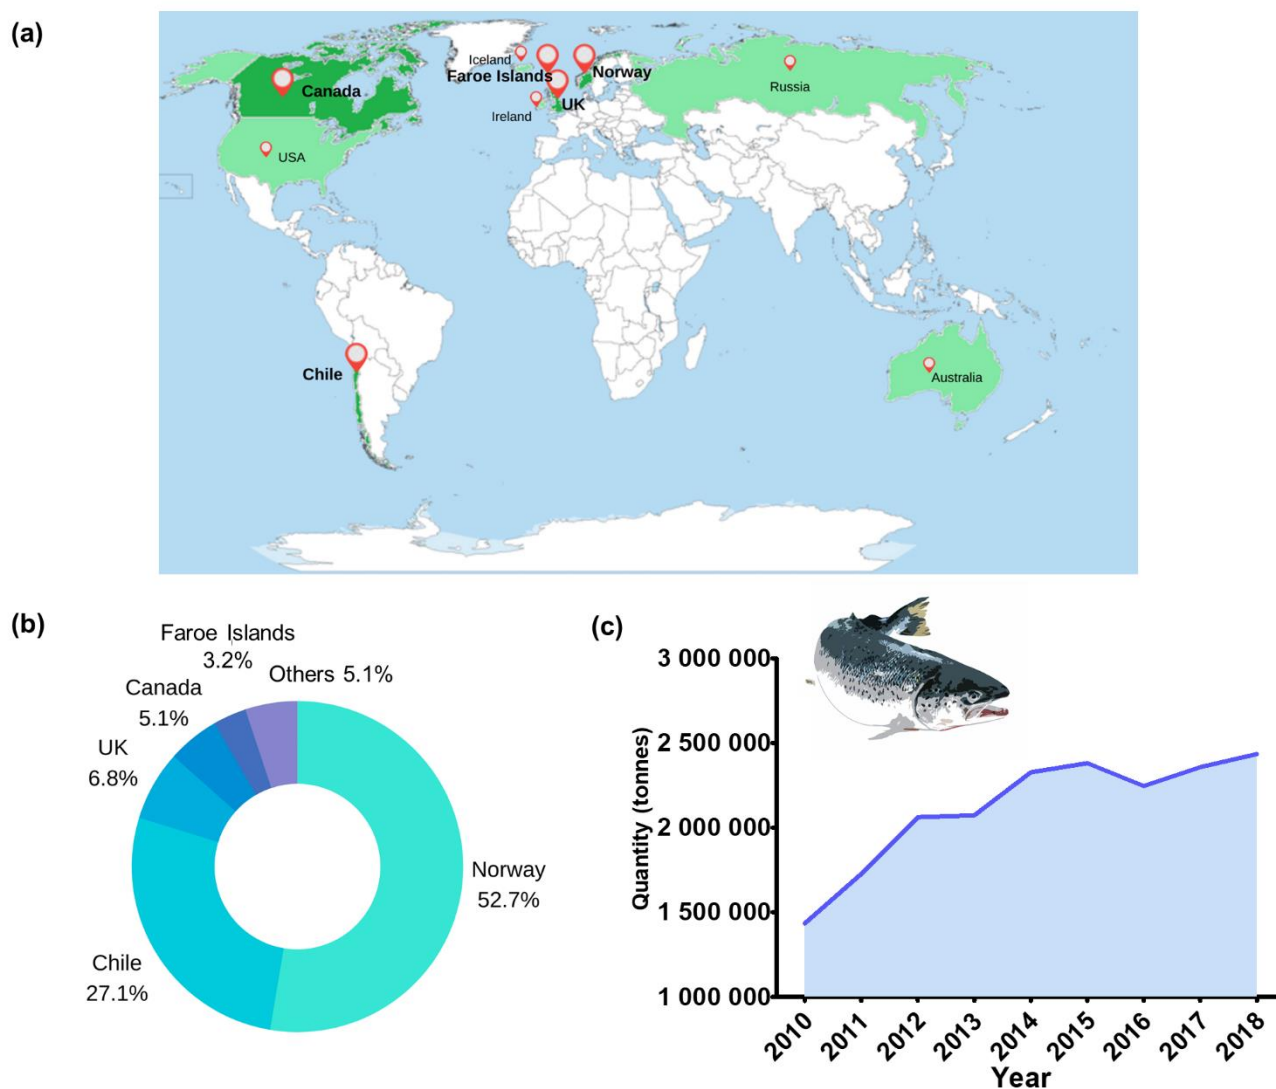 (a)
Iceland
Faroe Islands
Norway
Canada
UK
Russia
Ireland
USA
Chile
Australia
(b)
Faroe Islands
3.2%
Others 5.1%
Canada
5.1%
UK
6.8%
Norway
52.7%
Chile
27.1%
(c)
Quantity (tonnes)
3 000 000
2 500 000
2 000 000
1 500 000
1 000 000
2010
2011
2012
2013
2014
2015
2016
2017
2018
Year